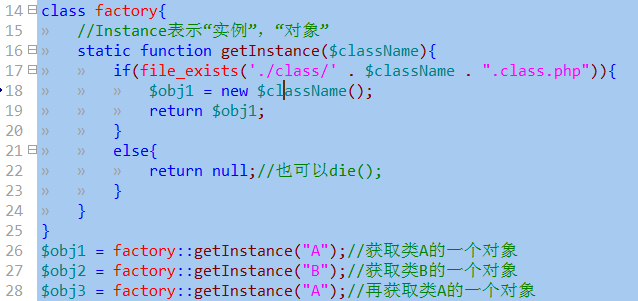 14 class factory{
15 » //Instance表示“实例”，“对象”
16 » static function getInstance($className){
17 » » if(file_exists('./class/' . $className . ".class.php")){
18 » » » $obj1 = new $className();
19 » » » return $obj1;
20 » » }
21 » » else{
22 » » » return null;//也可以die();
23 » » }
24 » }
25 }
26 $obj1 = factory::getInstance("A");//获取类A的一个对象
27 $obj2 = factory::getInstance("B");//获取类B的一个对象
28 $obj3 = factory::getInstance("A");//再获取类A的一个对象